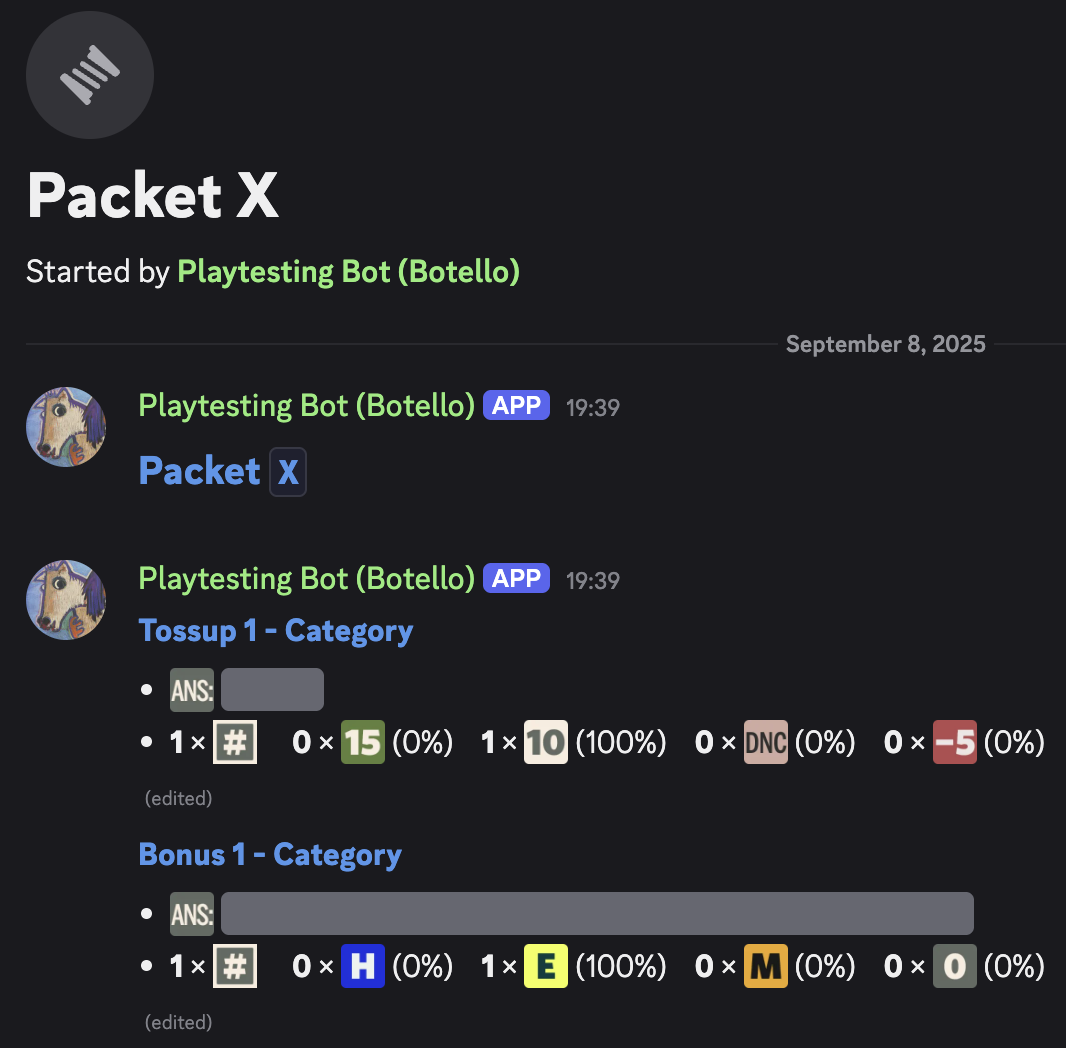 Packet X
Started by Playtesting Bot (Botello)
September 8, 2025
Playtesting Bot (Botello) APP 19:39
Packet X
Playtesting Bot (Botello) APP 19:39
Tossup 1 - Category
• ANS:
• 1 × # 0 × 15 (0%) 1 × 10 (100%) 0 × DNC (0%) 0 × −5 (0%)
(edited)
Bonus 1 - Category
• ANS:
• 1 × # 0 × H (0%) 1 × E (100%) 0 × M (0%) 0 × 0 (0%)
(edited)